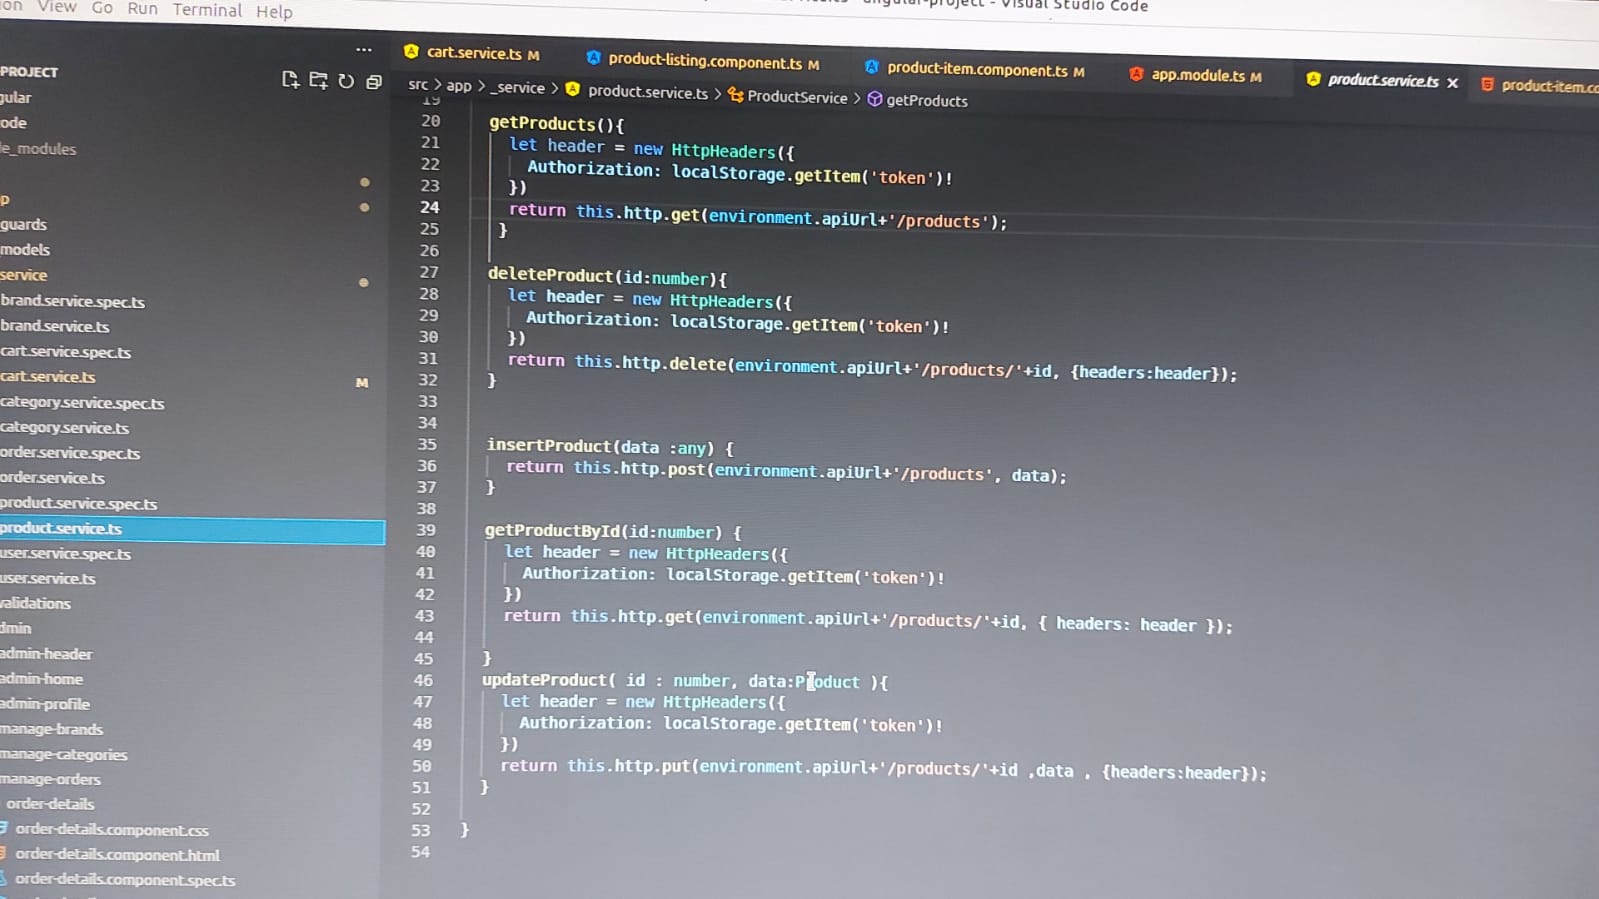 View Go Run Terminal Help
Visual Studio Code
PROJECT
cart.service.ts M
product-listing.component.ts M
product-item.component.ts M
app.module.ts M
product.service.ts
src > app > _service > product.service.ts > ProductService > getProducts
guards
models
service
brand.service.spec.ts
brand.service.ts
cart.service.spec.ts
cart.service.ts M
category.service.spec.ts
category.service.ts
order.service.spec.ts
order.service.ts
product.service.spec.ts
product.service.ts
user.service.spec.ts
user.service.ts
validations
admin-header
admin-home
admin-profile
manage-brands
manage-categories
manage-orders
order-details
order-details.component.css
order-details.component.html
order-details.component.spec.ts
19
20 getProducts(){
21 let header = new HttpHeaders({
22 Authorization: localStorage.getItem('token')!
23 })
24 return this.http.get(environment.apiUrl+'/products');
25 }
26
27 deleteProduct(id:number){
28 let header = new HttpHeaders({
29 Authorization: localStorage.getItem('token')!
30 })
31 return this.http.delete(environment.apiUrl+'/products/'+id, {headers:header});
32 }
33
34
35 insertProduct(data :any) {
36 return this.http.post(environment.apiUrl+'/products', data);
37 }
38
39 getProductById(id:number) {
40 let header = new HttpHeaders({
41 Authorization: localStorage.getItem('token')!
42 })
43 return this.http.get(environment.apiUrl+'/products/'+id, { headers: header });
44
45 }
46 updateProduct( id : number, data:Product ){
47 let header = new HttpHeaders({
48 Authorization: localStorage.getItem('token')!
49 })
50 return this.http.put(environment.apiUrl+'/products/'+id ,data , {headers:header});
51 }
52
53 }
54